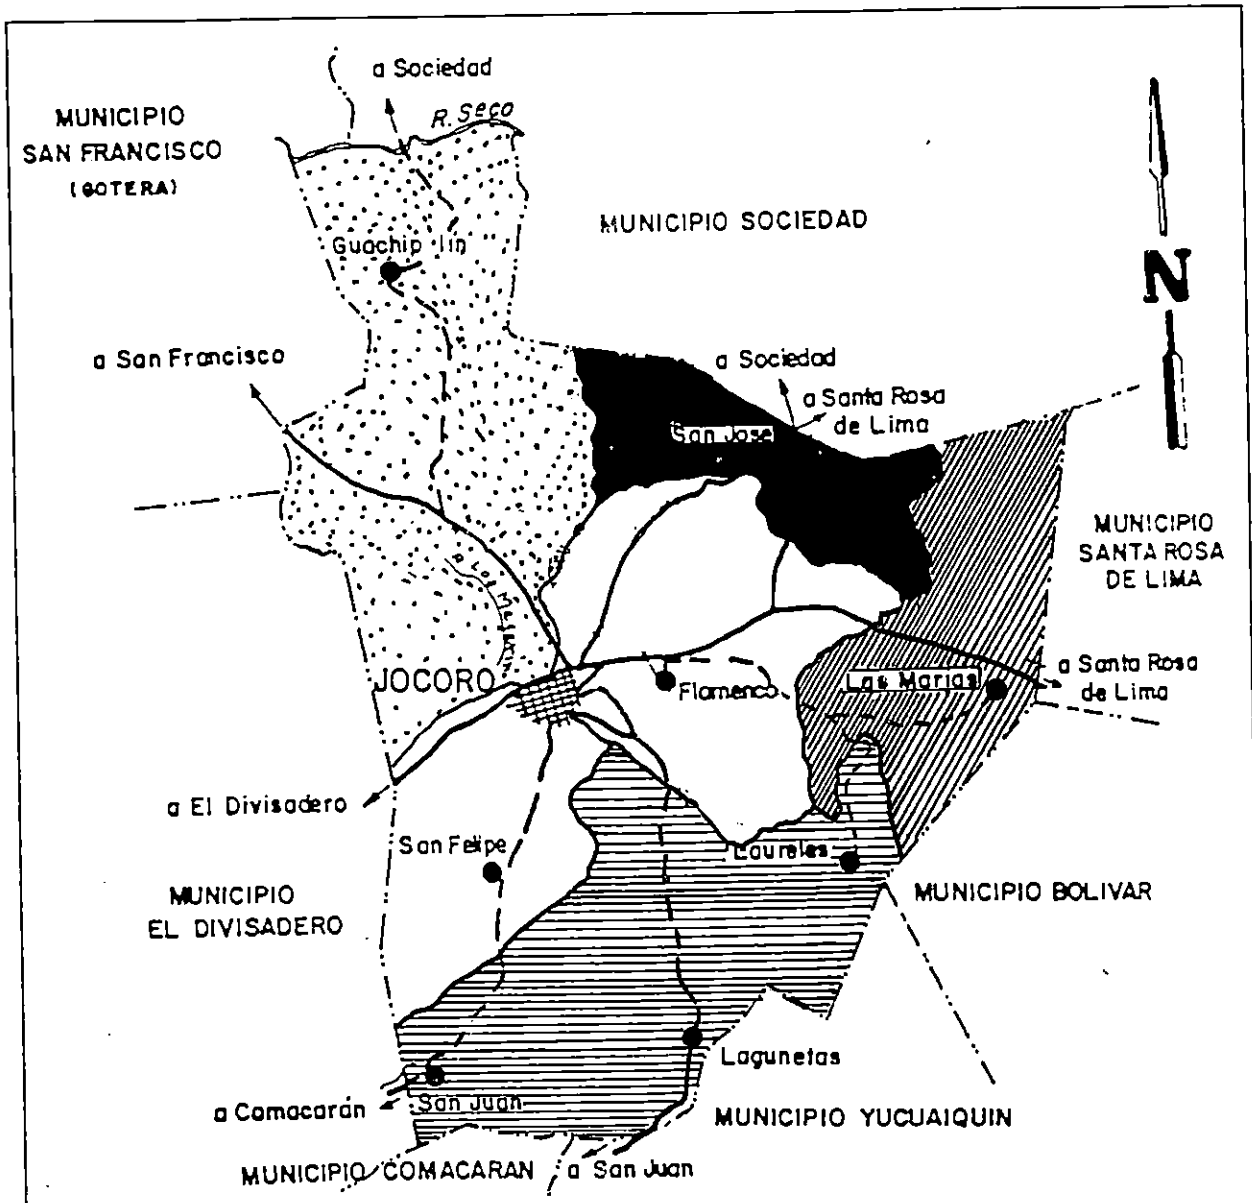 a Sociedad
R. Seco
MUNICIPIO
SAN FRANCISCO
(GOTERA)
MUNICIPIO SOCIEDAD
Guachip lin
N
a San Francisco
a Sociedad
a Santa Rosa
de Lima
San Jose
MUNICIPIO
SANTA ROSA
DE LIMA
JOCORO
Flamenco
Las Marias
a Santa Rosa
de Lima
a El Divisadero
San Felipe
Laureles
MUNICIPIO
EL DIVISADERO
MUNICIPIO BOLIVAR
Lagunetas
a Comacarán
San Juan
MUNICIPIO YUCUAIQUIN
MUNICIPIO COMACARAN
a San Juan